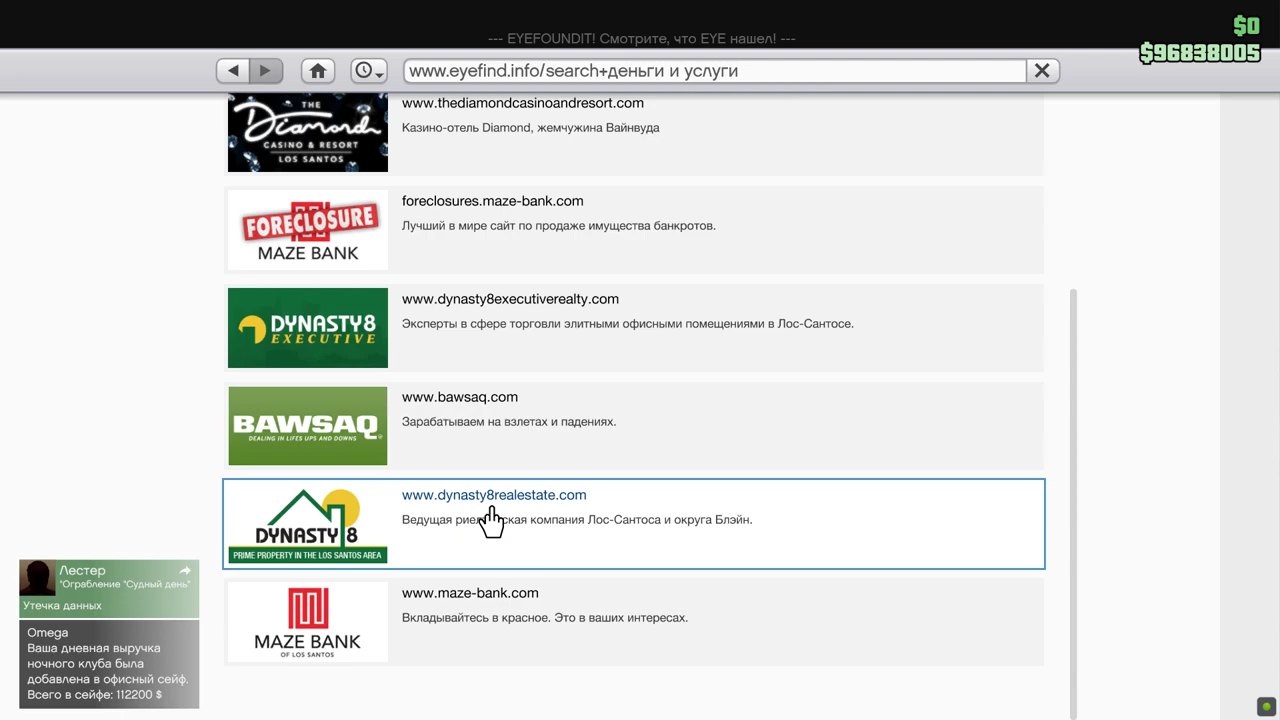 $0
--- EYEFOUNDIT! Смотрите, что EYE нашел! ---
$96838005
www.eyefind.info/search+деньги и услуги
THE
Diamond
CASINO & RESORT
LOS SANTOS
www.thediamondcasinoandresort.com
Казино-отель Diamond, жемчужина Вайнвуда
FORECLOSURE
MAZE BANK
foreclosures.maze-bank.com
Лучший в мире сайт по продаже имущества банкротов.
DYNASTY8
EXECUTIVE
www.dynasty8executiverealty.com
Эксперты в сфере торговли элитными офисными помещениями в Лос-Сантосе.
BAWSAQ
DEALING IN LIFES UPS AND DOWNS
www.bawsaq.com
Зарабатываем на взлетах и падениях.
DYNASTY 8
PRIME PROPERTY IN THE LOS SANTOS AREA
www.dynasty8realestate.com
Ведущая компания Лос-Сантоса и округа Блэйн.
MAZE BANK
OF LOS SANTOS
www.maze-bank.com
Вкладывайтесь в красное. Это в ваших интересах.
Лестер
"Ограбление "Судный день"
Утечка данных
Omega
Ваша дневная выручка
ночного клуба была
добавлена в офисный сейф.
Всего в сейфе: 112200 $